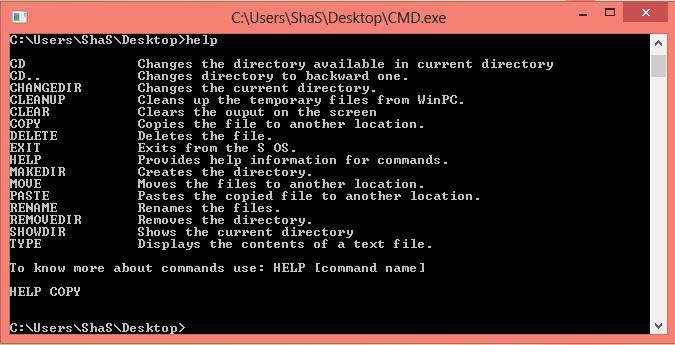 C:\Users\ShaS\Desktop\CMD.exe
C:\Users\ShaS\Desktop>help
CD Changes the directory available in current directory
CD.. Changes directory to backward one.
CHANGEDIR Changes the current directory.
CLEANUP Cleans up the temporary files from WinPC.
CLEAR Clears the ouput on the screen
COPY Copies the file to another location.
DELETE Deletes the file.
EXIT Exits from the S OS.
HELP Provides help information for commands.
MAKEDIR Creates the directory.
MOVE Moves the files to another location.
PASTE Pastes the copied file to another location.
RENAME Renames the files.
REMOVEDIR Removes the directory.
SHOWDIR Shows the current directory
TYPE Displays the contents of a text file.
To know more about commands use: HELP [command name]
HELP COPY
C:\Users\ShaS\Desktop>